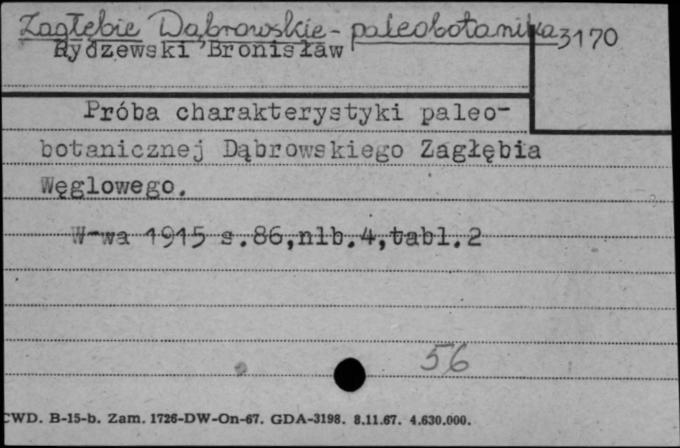 Zagłębie Dąbrowskie - paleobotanika 3170
Rydzewski Bronisław
Próba charakterystyki paleo-
botanicznej Dąbrowskiego Zagłębia
Węglowego.
W-wa 1915 s.86,nlb.4,tabl.2
56
CWD. B-15-b. Zam. 1726-DW-On-67. GDA-3198. 8.11.67. 4.630.000.